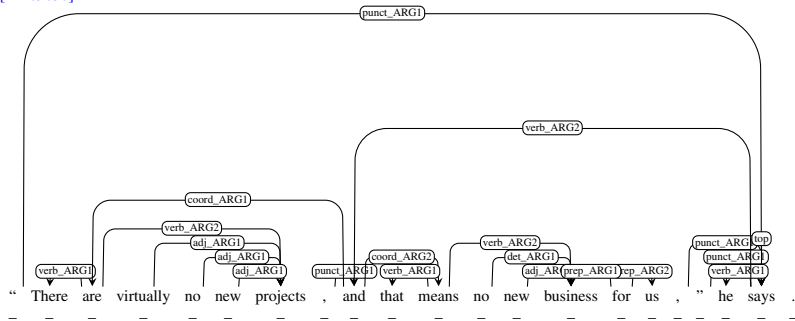 punct_ARG1
verb_ARG2
coord_ARG1
verb_ARG2
adj_ARG1 verb_ARG2 punct_ARG1 top
adj_ARG1 coord_ARG2 det_ARG1 punct_ARG1
verb_ARG1 adj_ARG1 punct_ARG1 verb_ARG1 prep_ARG1 verb_ARG1
“ There are virtually no new projects , and that means no new business for us , ” he says .